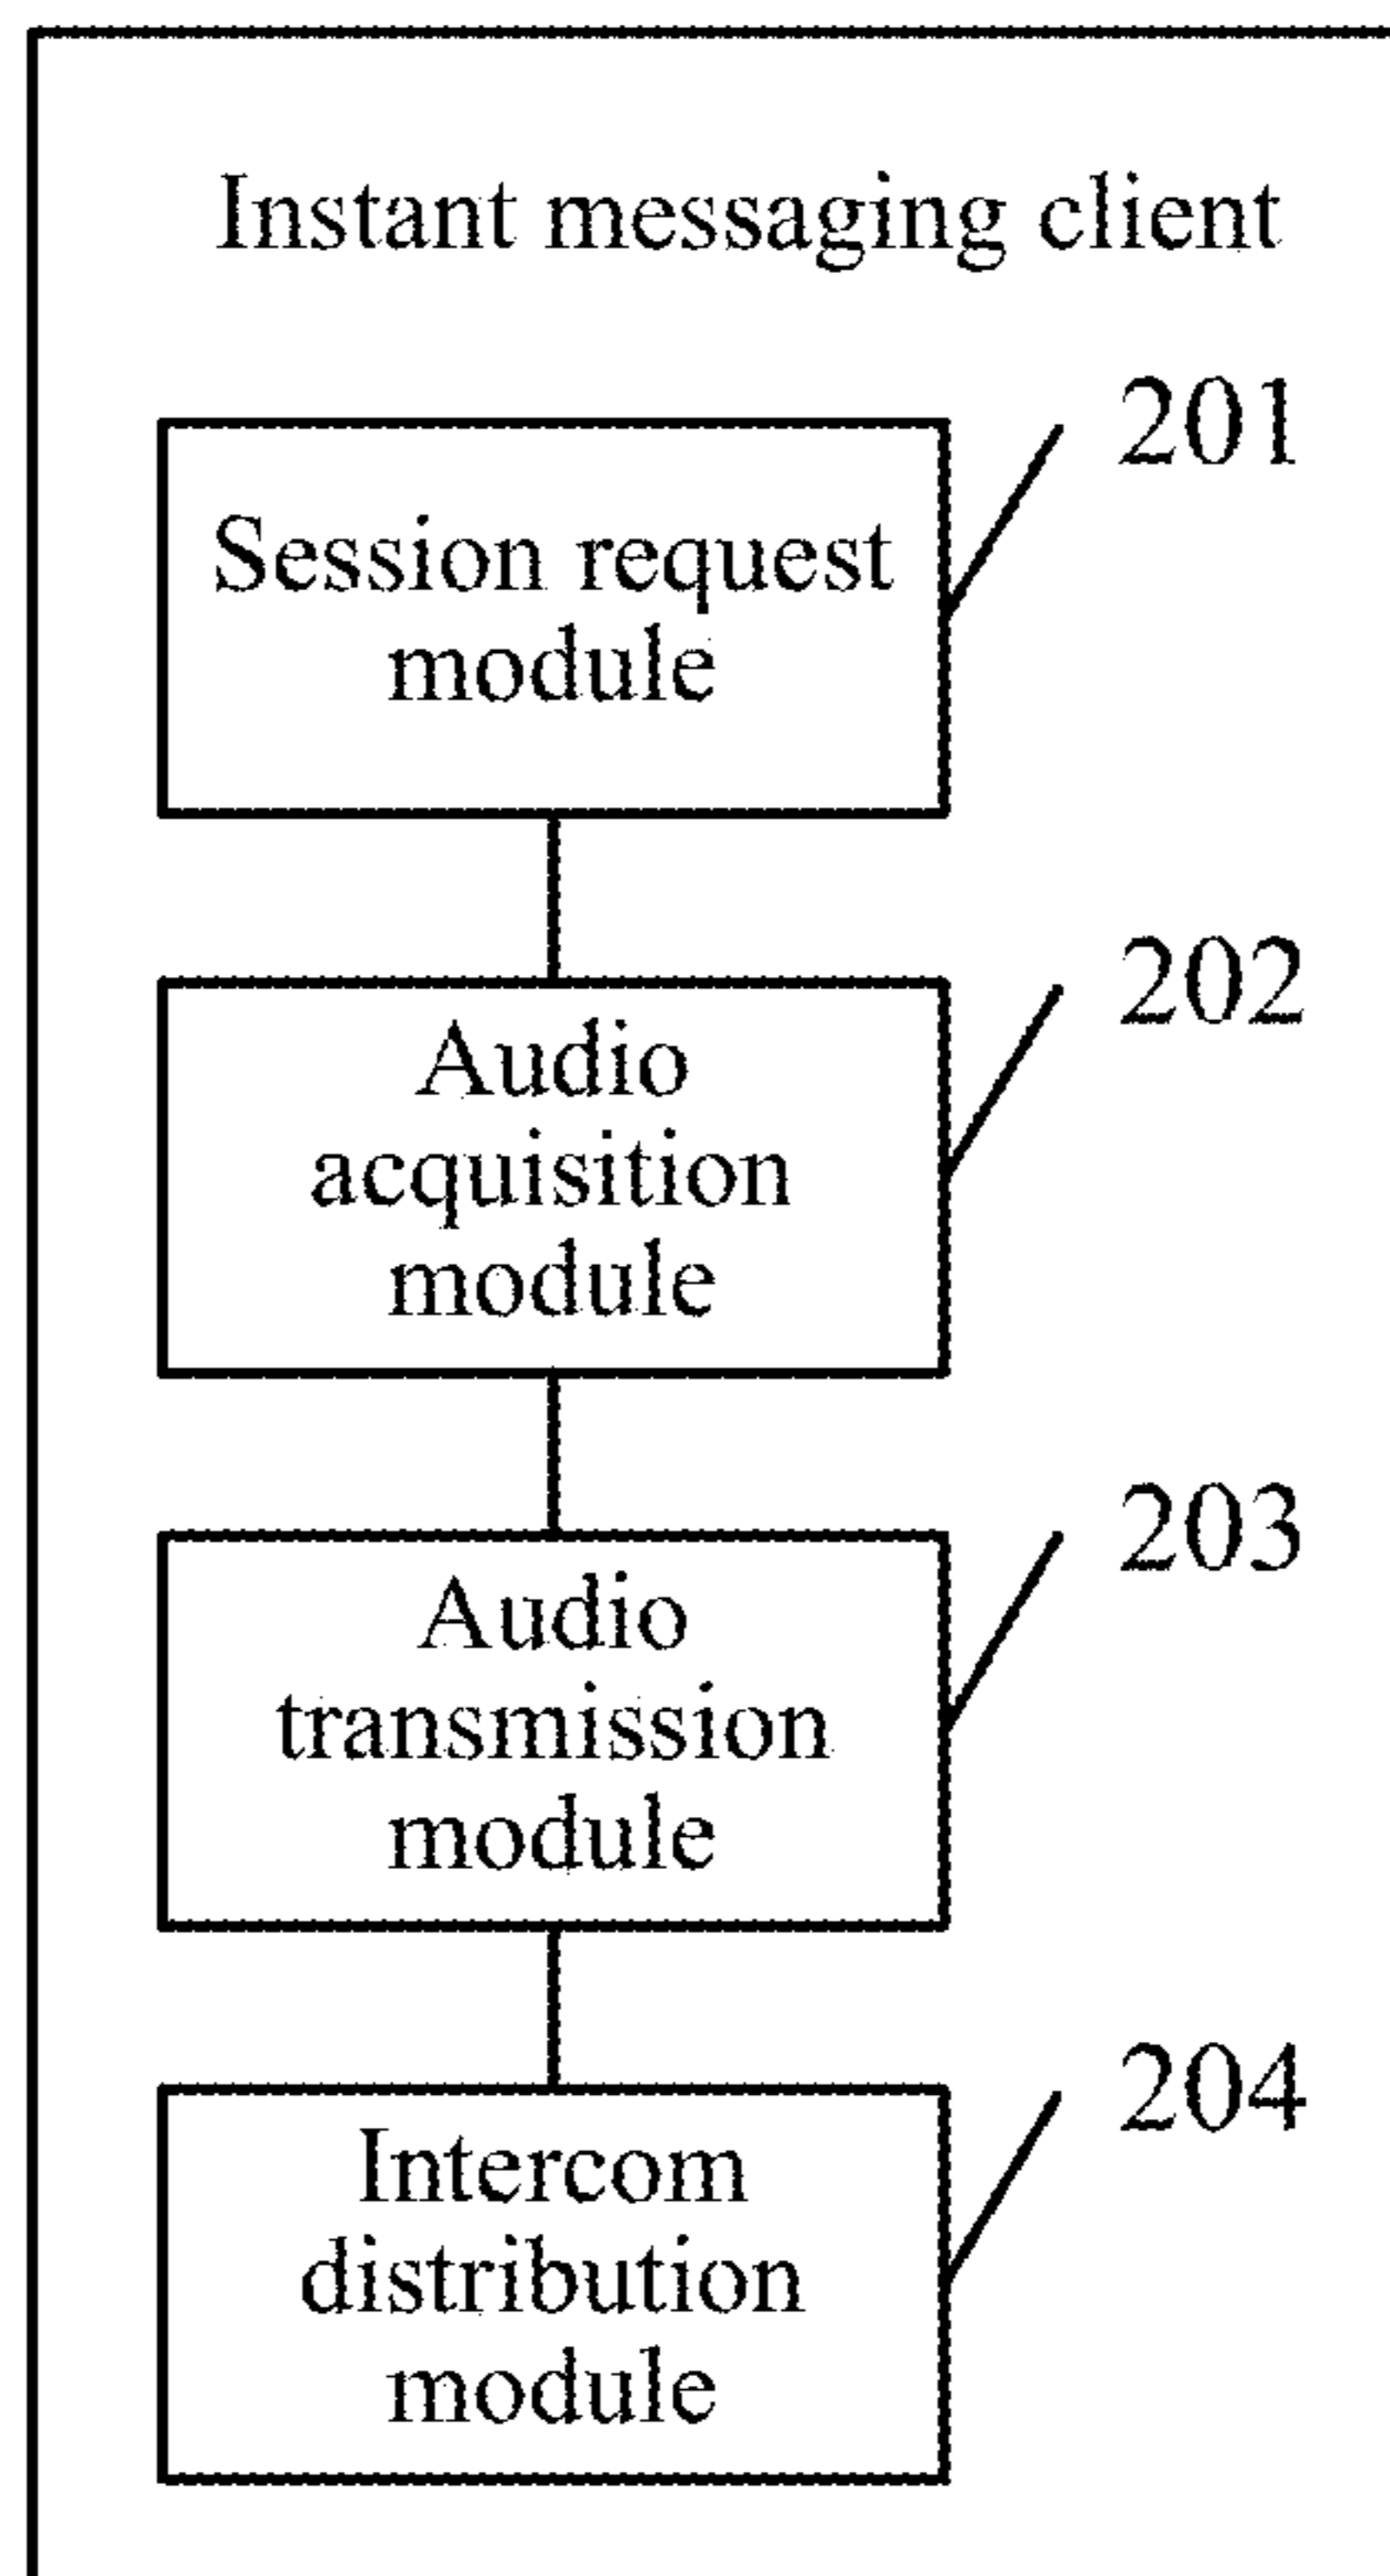 Instant messaging client
201
Session request
module
202
Audio
acquisition
module
203
Audio
transmission
module
204
Intercom
distribution
module